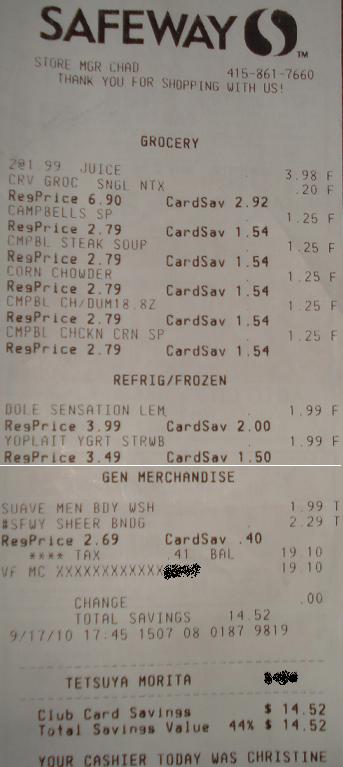 SAFEWAY TM
STORE MGR CHAD 415-861-7660
THANK YOU FOR SHOPPING WITH US!
GROCERY
2@1 99 JUICE 3.98 F
CRV GROC SNGL NTX .20 F
RegPrice 6.90 CardSav 2.92
CAMPBELLS SP 1.25 F
RegPrice 2.79 CardSav 1.54
CMPBL STEAK SOUP 1.25 F
RegPrice 2.79 CardSav 1.54
CORN CHOWDER 1.25 F
RegPrice 2.79 CardSav 1.54
CMPBL CH/DUM18.8Z 1.25 F
RegPrice 2.79 CardSav 1.54
CMPBL CHCKN CRN SP 1.25 F
RegPrice 2.79 CardSav 1.54
REFRIG/FROZEN
DOLE SENSATION LEM 1.99 F
RegPrice 3.99 CardSav 2.00
YOPLAIT YGRT STRWB 1.99 F
RegPrice 3.49 CardSav 1.50
GEN MERCHANDISE
SUAVE MEN BDY WSH 1.99 T
#SFWY SHEER BNDG 2.29 T
RegPrice 2.69 CardSav .40
**** TAX .41 BAL 19.10
VF MC XXXXXXXXXXXX 19.10
CHANGE .00
TOTAL SAVINGS 14.52
9/17/10 17:45 1507 08 0187 9819
TETSUYA MORITA
Club Card Savings $ 14.52
Total Savings Value 44% $ 14.52
YOUR CASHIER TODAY WAS CHRISTINE